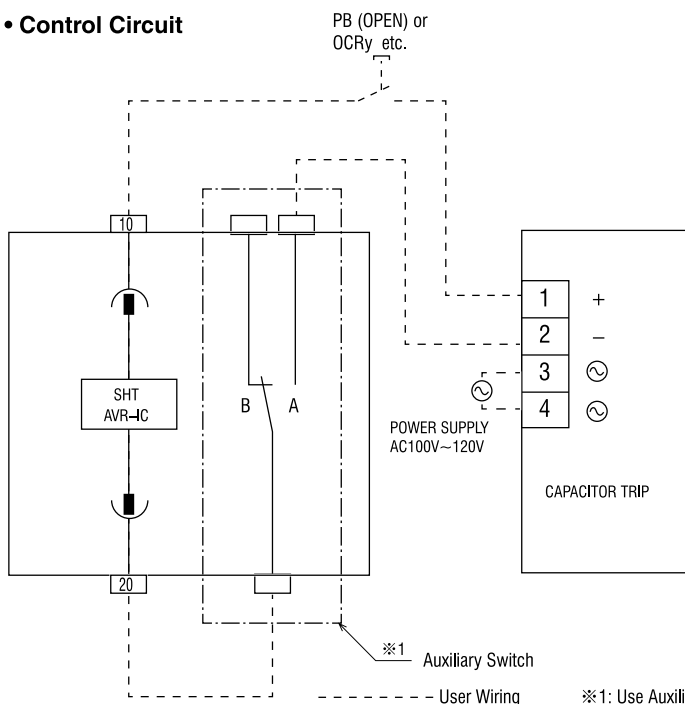 • Control Circuit
PB (OPEN) or
OCRy etc.
10
1 +
2 −
3
4
SHT
AVR-IC
B A
POWER SUPPLY
AC100V~120V
CAPACITOR TRIP
20
※1 Auxiliary Switch
User Wiring
※1: Use Auxili